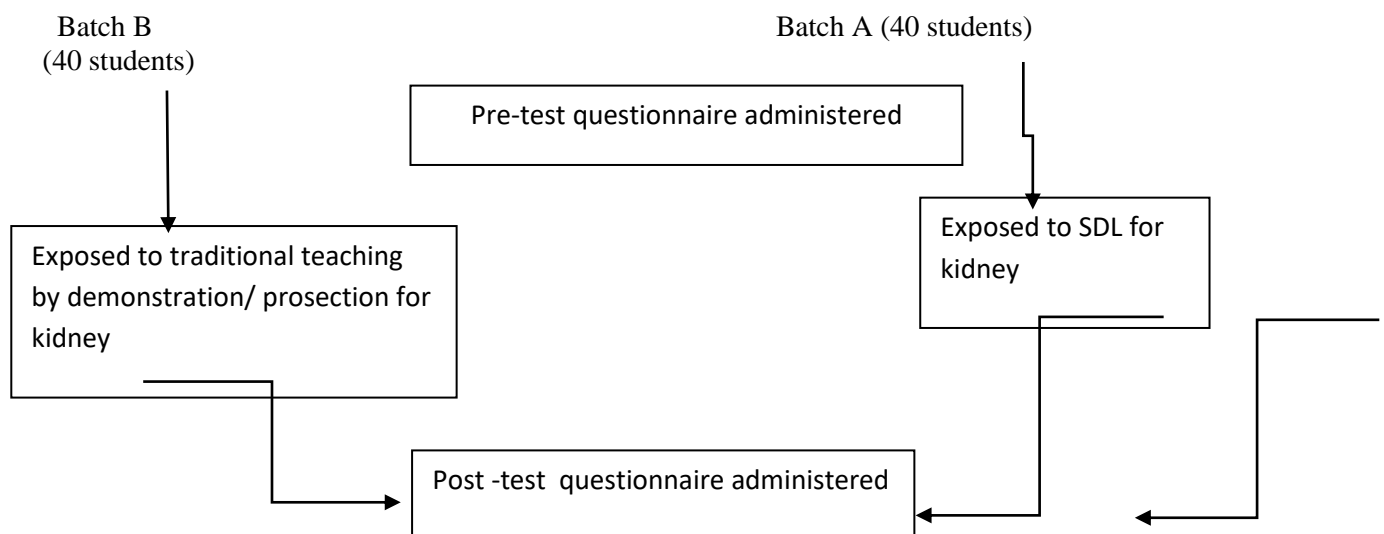 Batch B
(40 students)
Batch A (40 students)
Pre-test questionnaire administered
Exposed to traditional teaching
by demonstration/ prosection for
kidney
Exposed to SDL for
kidney
Post -test questionnaire administered